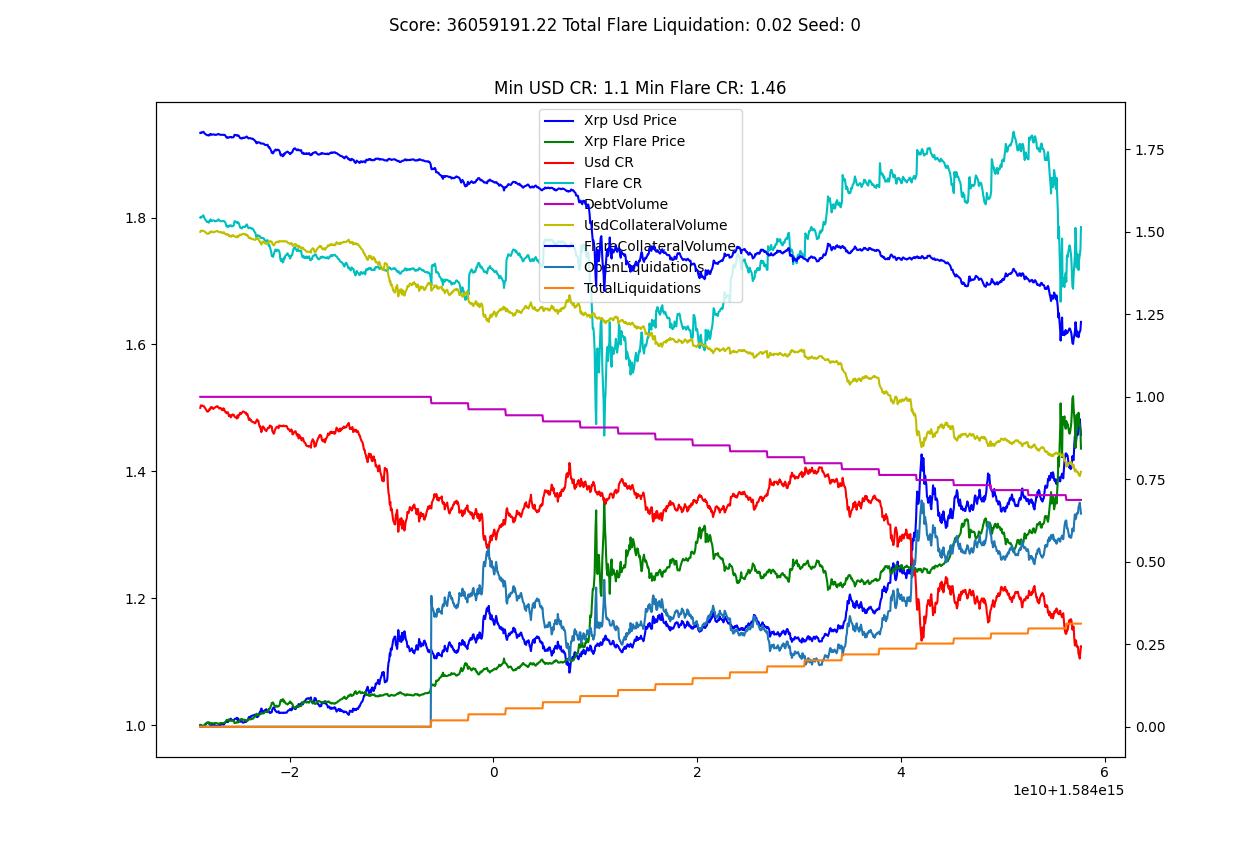 Score: 36059191.22 Total Flare Liquidation: 0.02 Seed: 0
Min USD CR: 1.1 Min Flare CR: 1.46
Xrp Usd Price
Xrp Flare Price
Usd CR
Flare CR
DebtVolume
UsdCollateralVolume
FlareCollateralVolume
OpenLiquidations
TotalLiquidations
1.8
1.6
1.4
1.2
1.0
1.75
1.50
1.25
1.00
0.75
0.50
0.25
0.00
−2
0
2
4
6
1e10+1.584e15